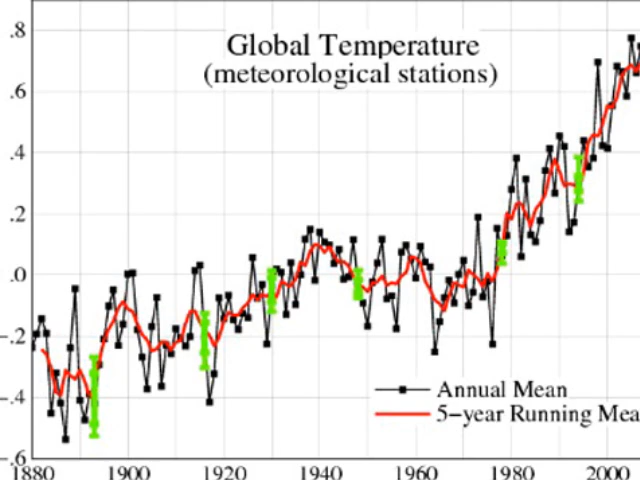 Global Temperature
(meteorological stations)
.8
.6
.4
.2
.0
-.2
-.4
-.6
Annual Mean
5-year Running Mea
1880 1900 1920 1940 1960 1980 2000